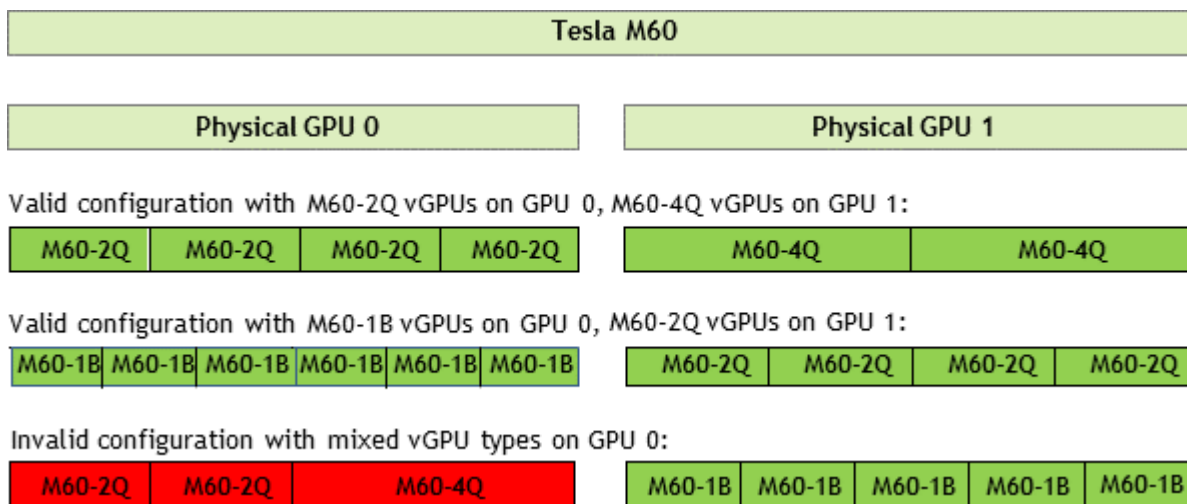 Tesla M60
Physical GPU 0 Physical GPU 1
Valid configuration with M60-2Q vGPUs on GPU 0, M60-4Q vGPUs on GPU 1:
M60-2Q M60-2Q M60-2Q M60-2Q M60-4Q M60-4Q
Valid configuration with M60-1B vGPUs on GPU 0, M60-2Q vGPUs on GPU 1:
M60-1B M60-1B M60-1B M60-1B M60-1B M60-1B M60-2Q M60-2Q M60-2Q M60-2Q
Invalid configuration with mixed vGPU types on GPU 0:
M60-2Q M60-2Q M60-4Q M60-1B M60-1B M60-1B M60-1B M60-1B